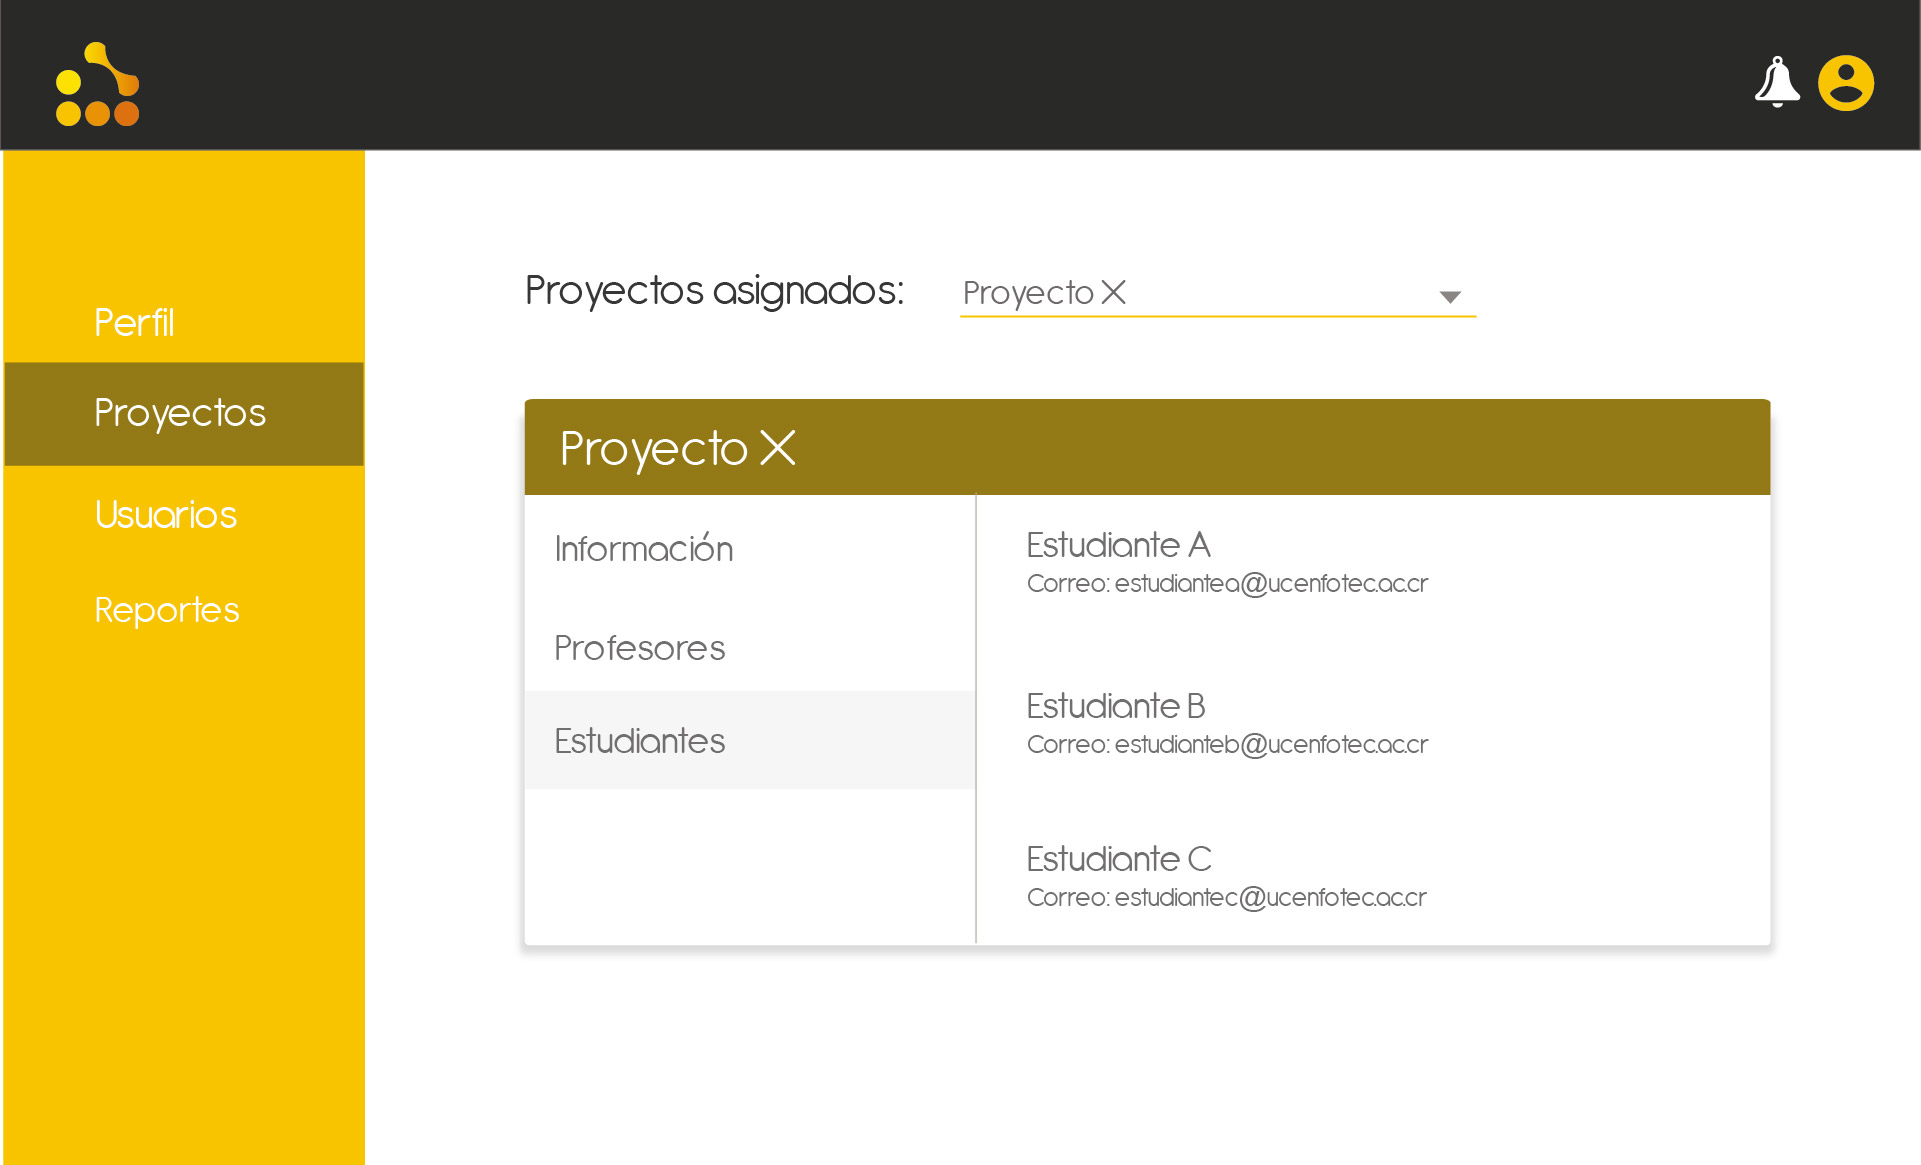 Perfil
Proyectos
Usuarios
Reportes
Proyectos asignados:
Proyecto X
Proyecto X
Información
Profesores
Estudiantes
Estudiante A
Correo: estudiantea@ucenfotec.ac.cr
Estudiante B
Correo: estudianteb@ucenfotec.ac.cr
Estudiante C
Correo: estudiantec@ucenfotec.ac.cr